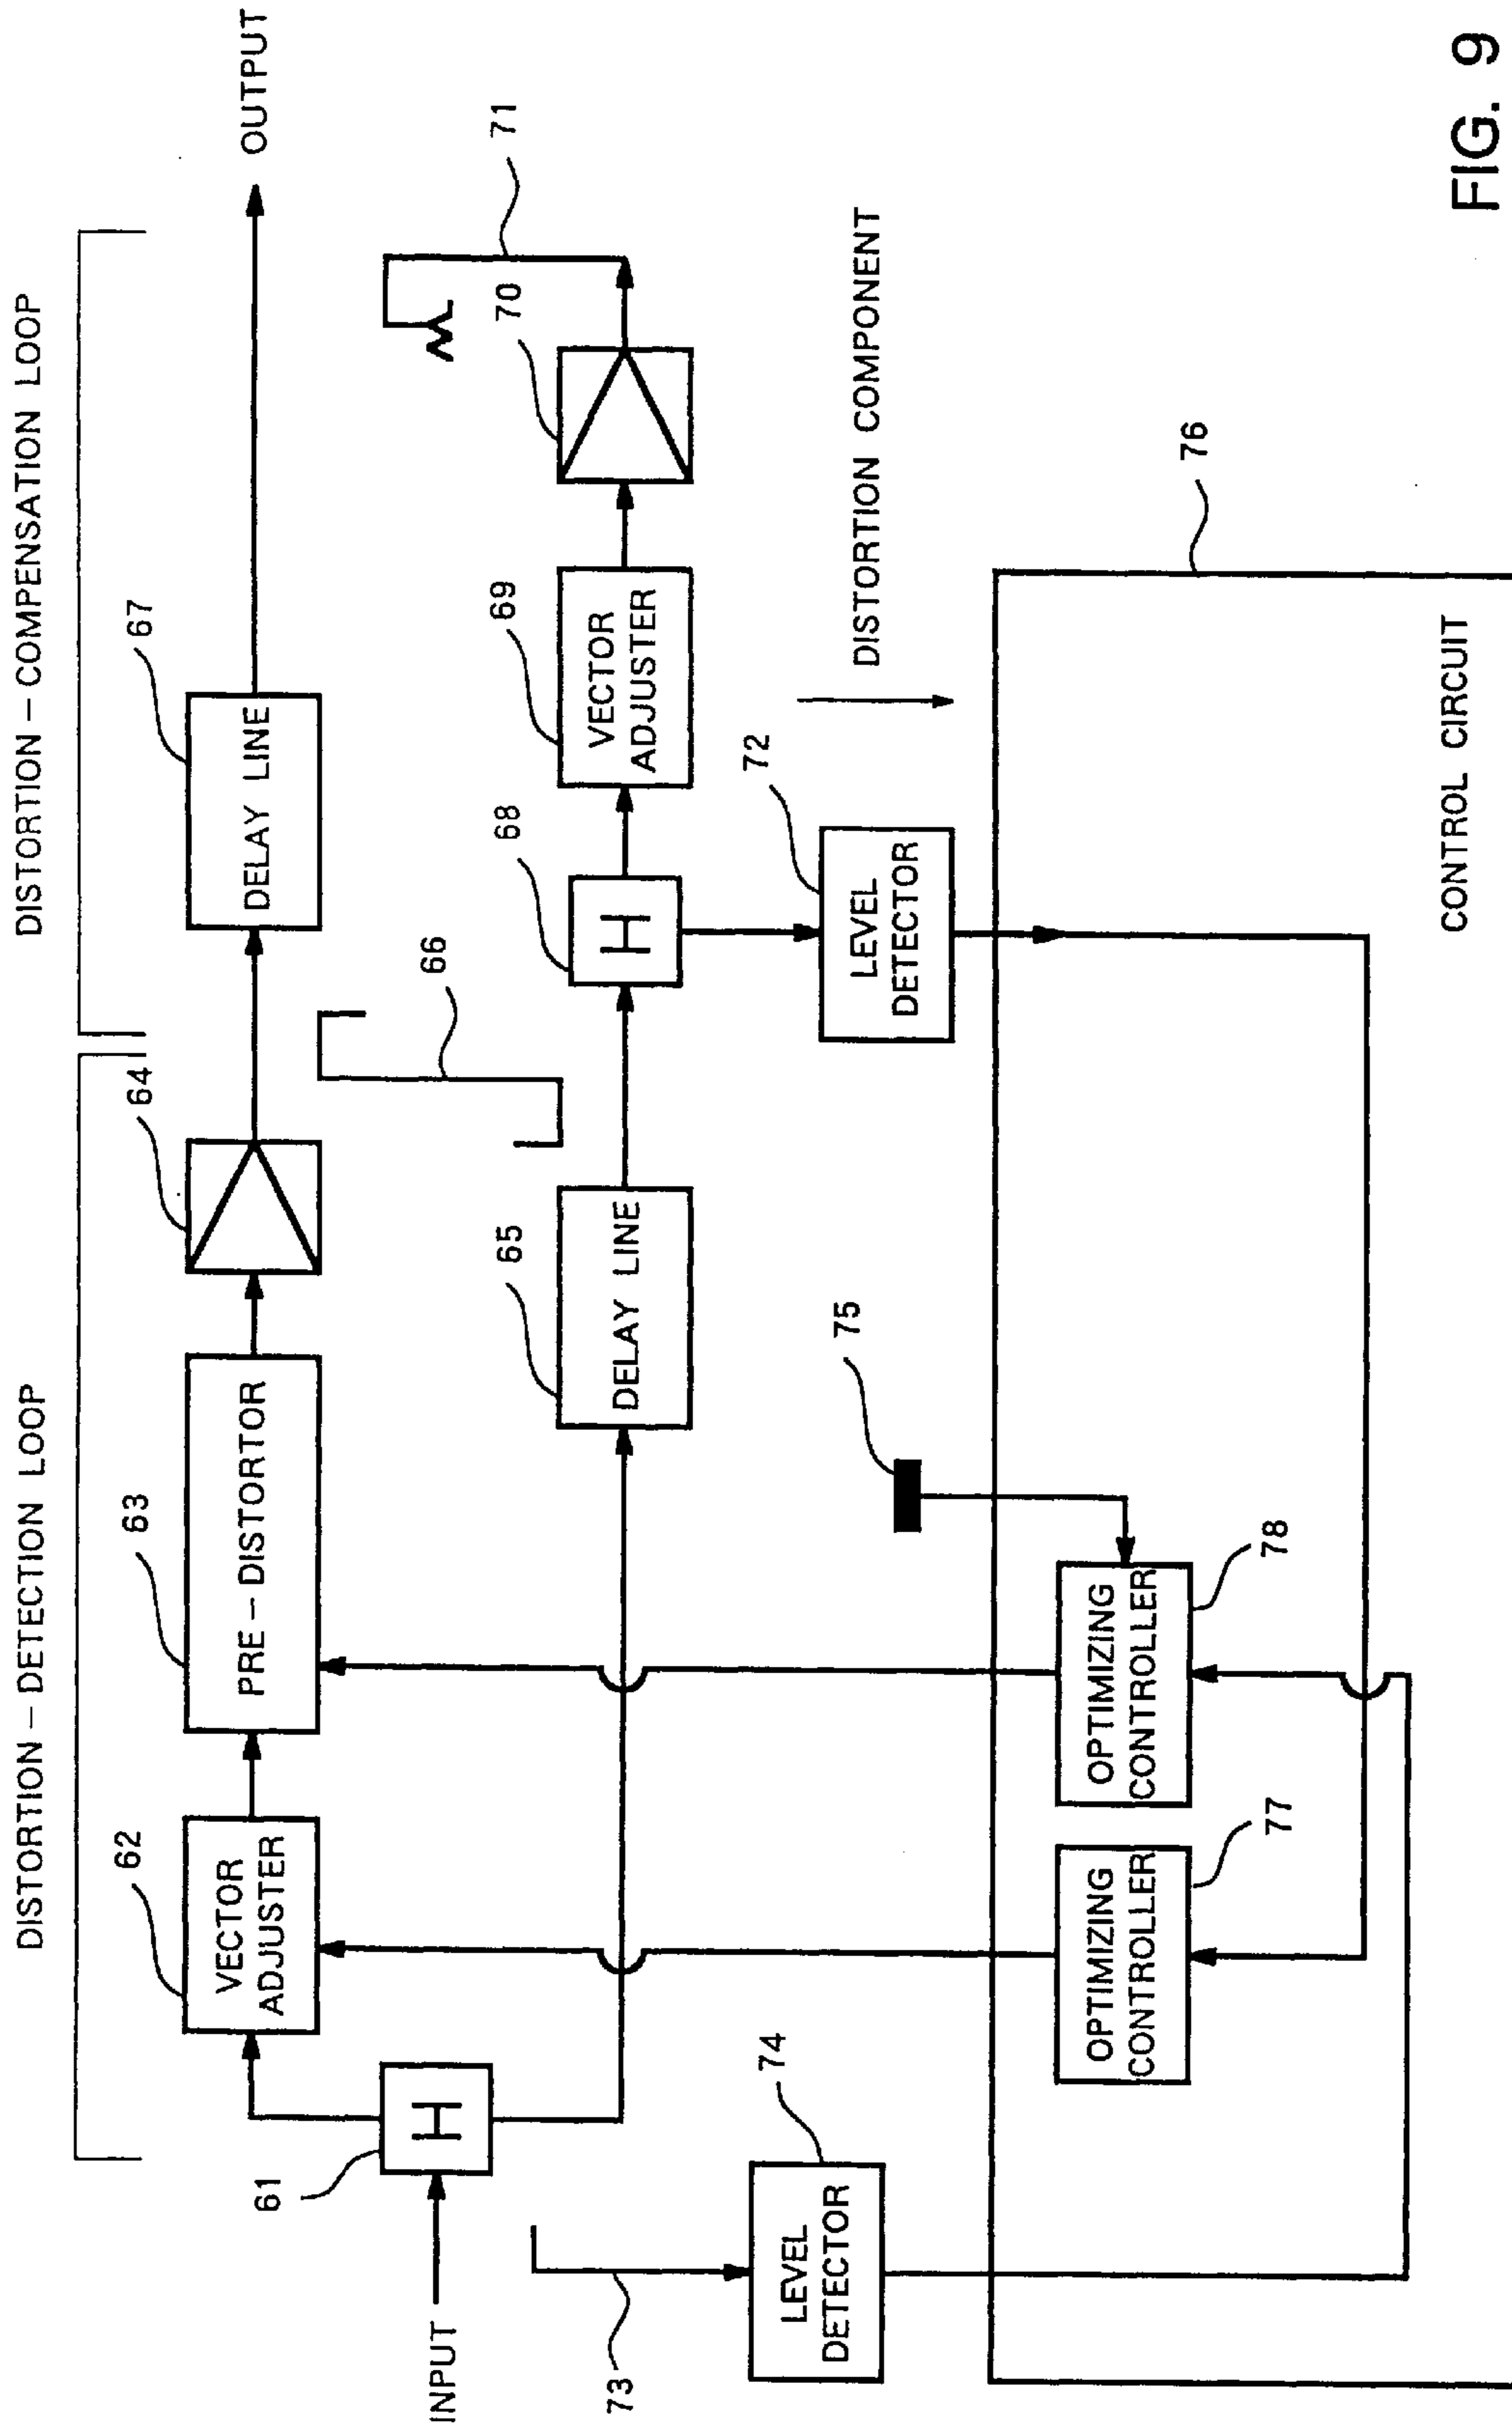 DISTORTION-DETECTION LOOP
DISTORTION-COMPENSATION LOOP
62
63
64
67
VECTOR
ADJUSTER
PRE-DISTORTOR
DELAY LINE
OUTPUT
61
H
INPUT
66
71
65
68
69
70
DELAY LINE
H
VECTOR
ADJUSTER
73
74
75
72
LEVEL
DETECTOR
LEVEL
DETECTOR
DISTORTION COMPONENT
76
OPTIMIZING
CONTROLLER
OPTIMIZING
CONTROLLER
77
78
CONTROL CIRCUIT
FIG. 9